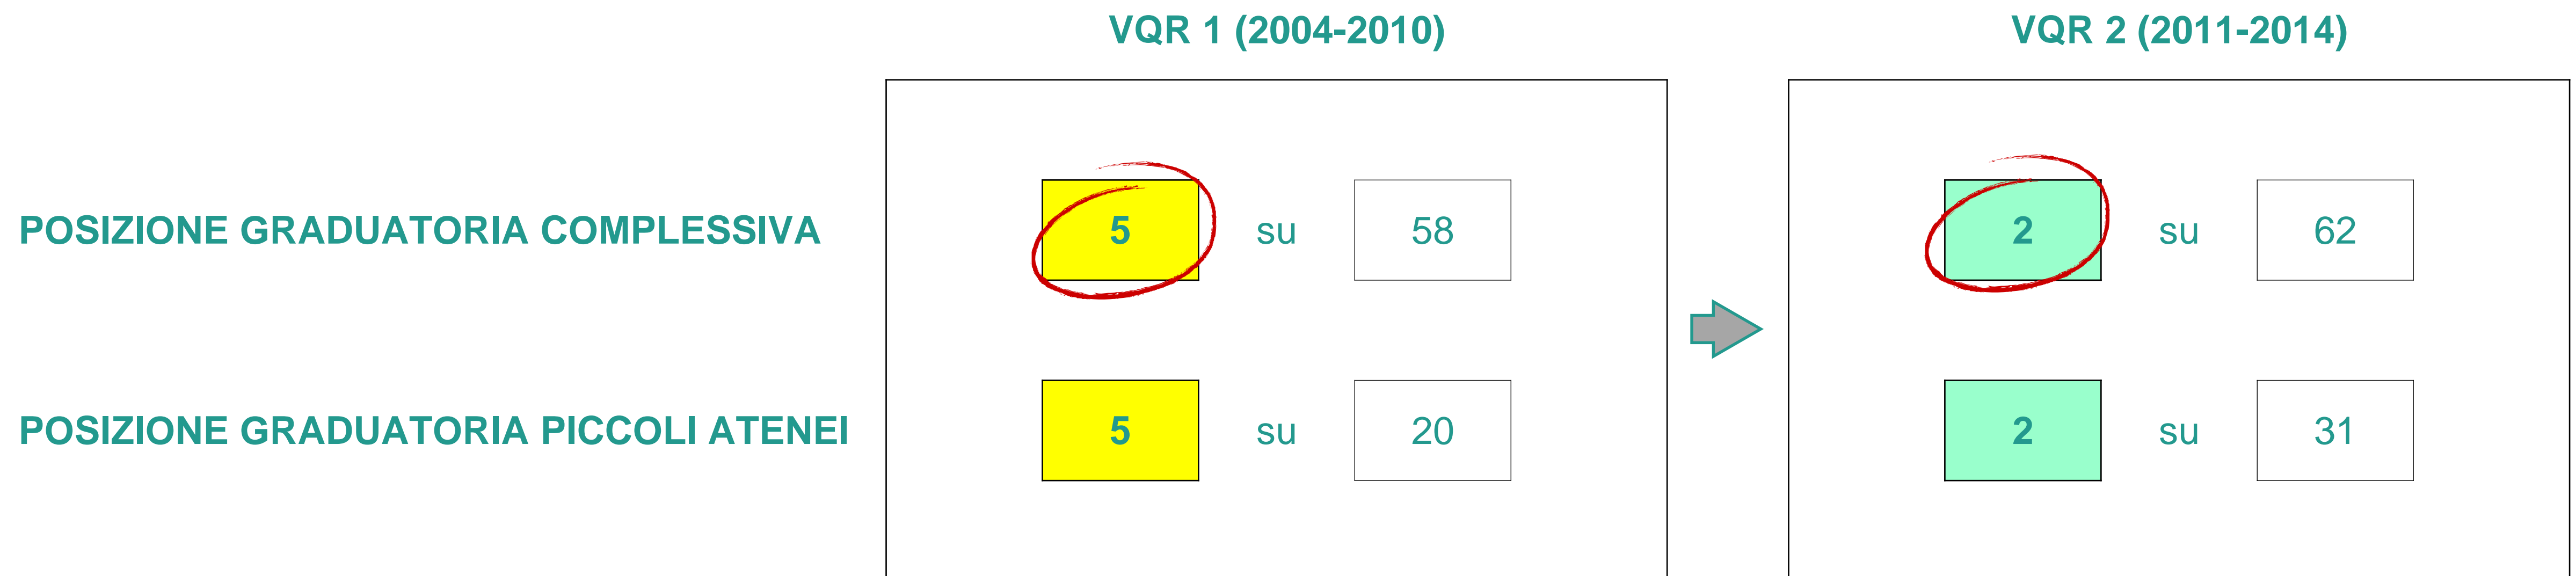 VQR 1 (2004-2010) VQR 2 (2011-2014)
POSIZIONE GRADUATORIA COMPLESSIVA 5 su 58 2 su 62
POSIZIONE GRADUATORIA PICCOLI ATENEI 5 su 20 2 su 31